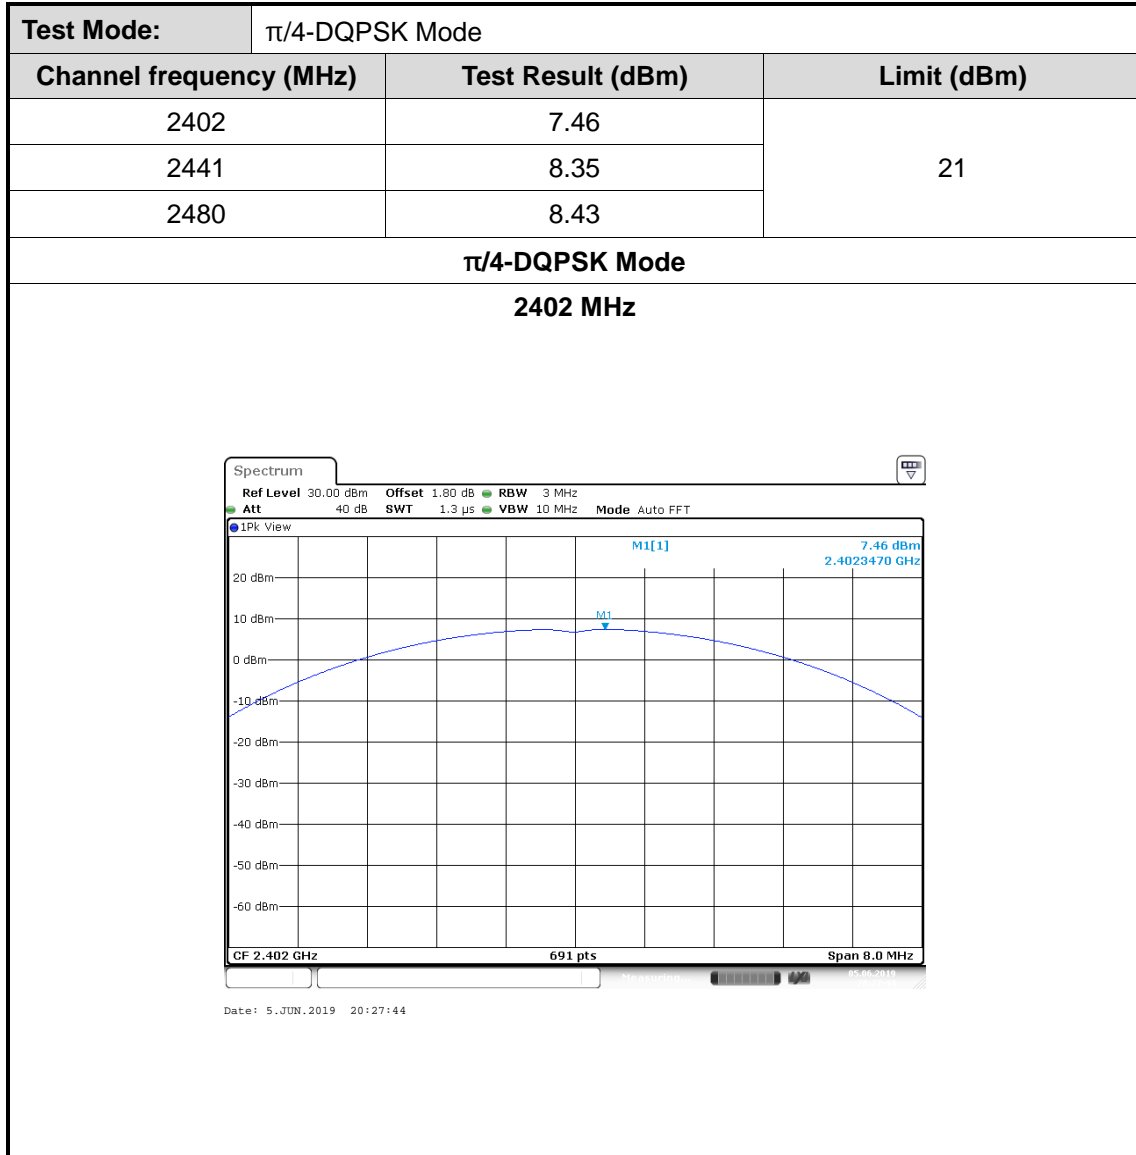 Test Mode: π/4-DQPSK Mode
Channel frequency (MHz) Test Result (dBm) Limit (dBm)
2402 7.46
2441 8.35 21
2480 8.43
π/4-DQPSK Mode
2402 MHz
Spectrum
Ref Level 30.00 dBm Offset 1.80 dB RBW 3 MHz
Att 40 dB SWT 1.3 µs VBW 10 MHz Mode Auto FFT
1Pk View
M1[1] 7.46 dBm
2.4023470 GHz
20 dBm
10 dBm
M1
0 dBm
-10 dBm
-20 dBm
-30 dBm
-40 dBm
-50 dBm
-60 dBm
CF 2.402 GHz 691 pts Span 8.0 MHz
Measuring... 05.06.2019
Date: 5.JUN.2019 20:27:44